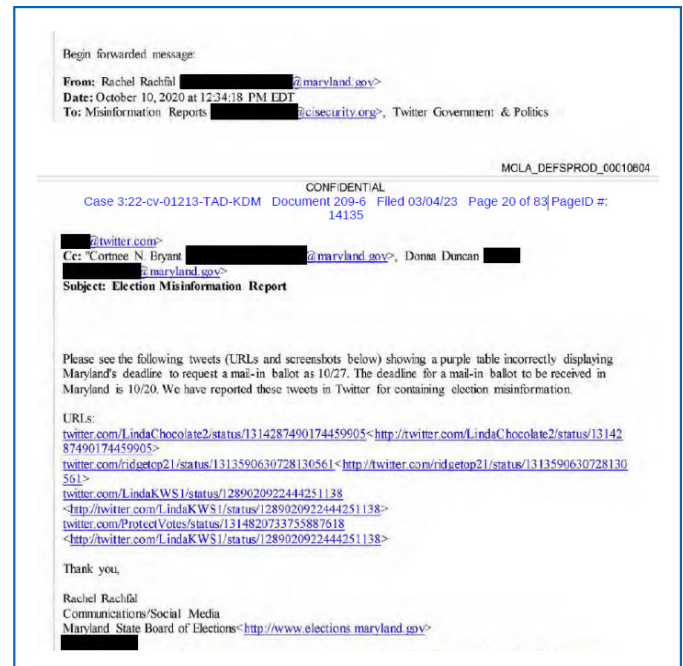 Begin forwarded message:
From: Rachel Rachfal @maryland.gov>
Date: October 10, 2020 at 12:34:18 PM EDT
To: Misinformation Reports @cisecurity.org>, Twitter Government & Politics
MOLA_DEFSPROD_00010604
CONFIDENTIAL
Case 3:22-cv-01213-TAD-KDM Document 209-6 Filed 03/04/23 Page 20 of 83 PageID #:
14135
@twitter.com>
Cc: "Cortnee N. Bryant @maryland.gov>, Donna Duncan
@maryland.gov>
Subject: Election Misinformation Report
Please see the following tweets (URLs and screenshots below) showing a purple table incorrectly displaying
Maryland's deadline to request a mail-in ballot as 10/27. The deadline for a mail-in ballot to be received in
Maryland is 10/20. We have reported these tweets in Twitter for containing election misinformation.
URLs:
twitter.com/LindaChocolate2/status/1314287490174459905<http://twitter.com/LindaChocolate2/status/13142
87490174459905>
twitter.com/ridgetop21/status/1313590630728130561<http://twitter.com/ridgetop21/status/1313590630728130
561>
twitter.com/LindaKWS1/status/1289020922444251138
<http://twitter.com/LindaKWS1/status/1289020922444251138>
twitter.com/ProtectVotes/status/1314820733755887618
<http://twitter.com/LindaKWS1/status/1289020922444251138>
Thank you,
Rachel Rachfal
Communications/Social Media
Maryland State Board of Elections<http://www.elections.maryland.gov>